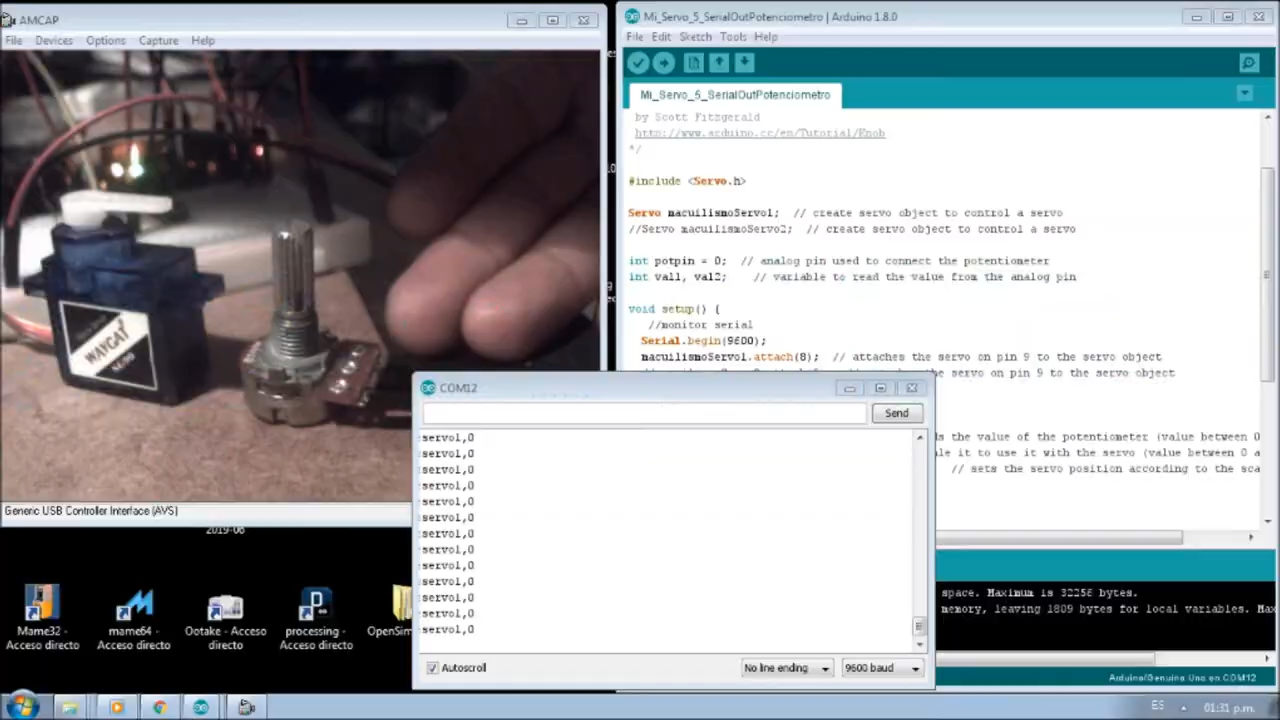 AMCAP
File Devices Options Capture Help
WAYCAT
Generic USB Controller Interface (AVS)
Mi_Servo_5_SerialOutPotenciometro | Arduino 1.8.0
File Edit Sketch Tools Help
Mi_Servo_5_SerialOutPotenciometro
by Scott Fitzgerald
http://www.arduino.cc/en/Tutorial/Knob
*/
#include <Servo.h>
Servo macuilismoServo1; // create servo object to control a servo
//Servo macuilismoServo2; // create servo object to control a servo
int potpin = 0; // analog pin used to connect the potentiometer
int val1, val2; // variable to read the value from the analog pin
void setup() {
//monitor serial
Serial.begin(9600);
macuilismoServo1.attach(8); // attaches the servo on pin 9 to the servo object
the servo on pin 9 to the servo object
ds the value of the potentiometer (value between 0
le it to use it with the servo (value between 0 a
// sets the servo position according to the sca
COM12
Send
servo1,0
servo1,0
servo1,0
servo1,0
servo1,0
servo1,0
servo1,0
servo1,0
servo1,0
servo1,0
servo1,0
servo1,0
servo1,0
Autoscroll
No line ending
9600 baud
space. Maximum is 32256 bytes.
memory, leaving 1809 bytes for local variables. Max
Arduino/Genuino Uno on COM12
2019-06
Mame32 - Acceso directo
mame64 - Acceso directo
Ootake - Acceso directo
processing - Acceso directo
OpenSim
ES
01:31 p.m.